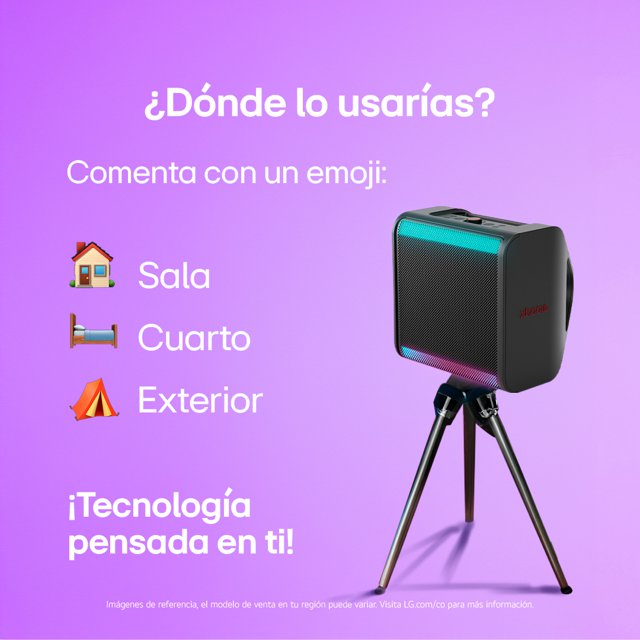 ¿Dónde lo usarías?
Comenta con un emoji:
Sala
Cuarto
Exterior
¡Tecnología
pensada en ti!
Imágenes de referencia, el modelo de venta en tu región puede variar. Visita LG.com/co para más información.